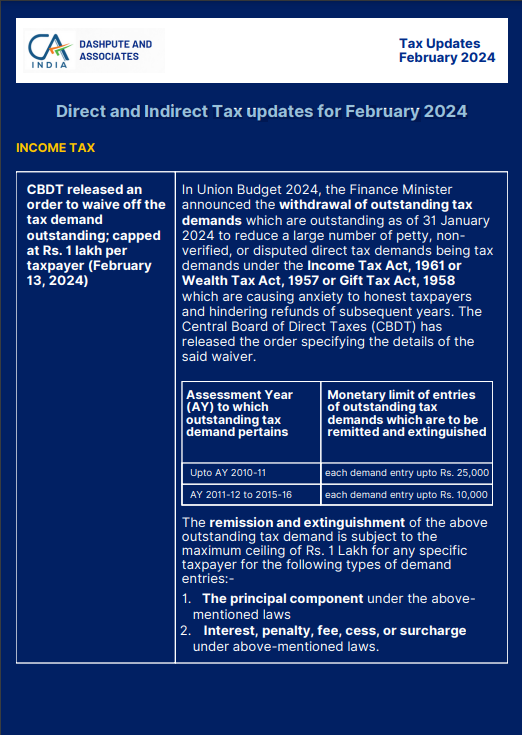 CA
INDIA
DASHPUTE AND
ASSOCIATES
Tax Updates
February 2024
Direct and Indirect Tax updates for February 2024
INCOME TAX
CBDT released an
order to waive off the
tax demand
outstanding; capped
at Rs. 1 lakh per
taxpayer (February
13, 2024)
In Union Budget 2024, the Finance Minister
announced the withdrawal of outstanding tax
demands which are outstanding as of 31 January
2024 to reduce a large number of petty, non-
verified, or disputed direct tax demands being tax
demands under the Income Tax Act, 1961 or
Wealth Tax Act, 1957 or Gift Tax Act, 1958
which are causing anxiety to honest taxpayers
and hindering refunds of subsequent years. The
Central Board of Direct Taxes (CBDT) has
released the order specifying the details of the
said waiver.
Assessment Year
(AY) to which
outstanding tax
demand pertains
Monetary limit of entries
of outstanding tax
demands which are to be
remitted and extinguished
Upto AY 2010-11
each demand entry upto Rs. 25,000
AY 2011-12 to 2015-16
each demand entry upto Rs. 10,000
The remission and extinguishment of the above
outstanding tax demand is subject to the
maximum ceiling of Rs. 1 Lakh for any specific
taxpayer for the following types of demand
entries:-
1. The principal component under the above-
mentioned laws
2. Interest, penalty, fee, cess, or surcharge
under above-mentioned laws.